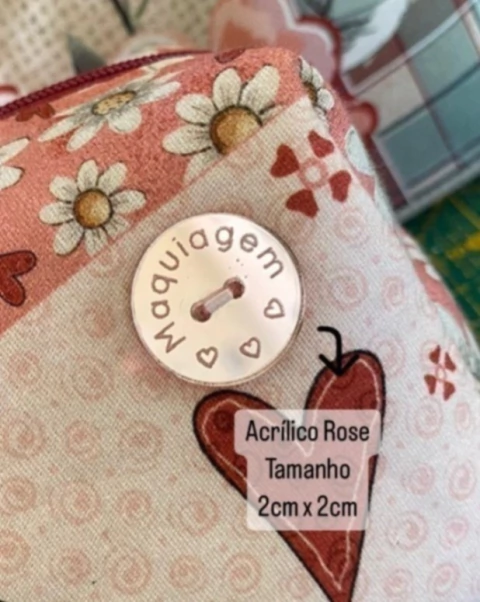 Maquiagem
Acrílico Rose
Tamanho
2cm x 2cm